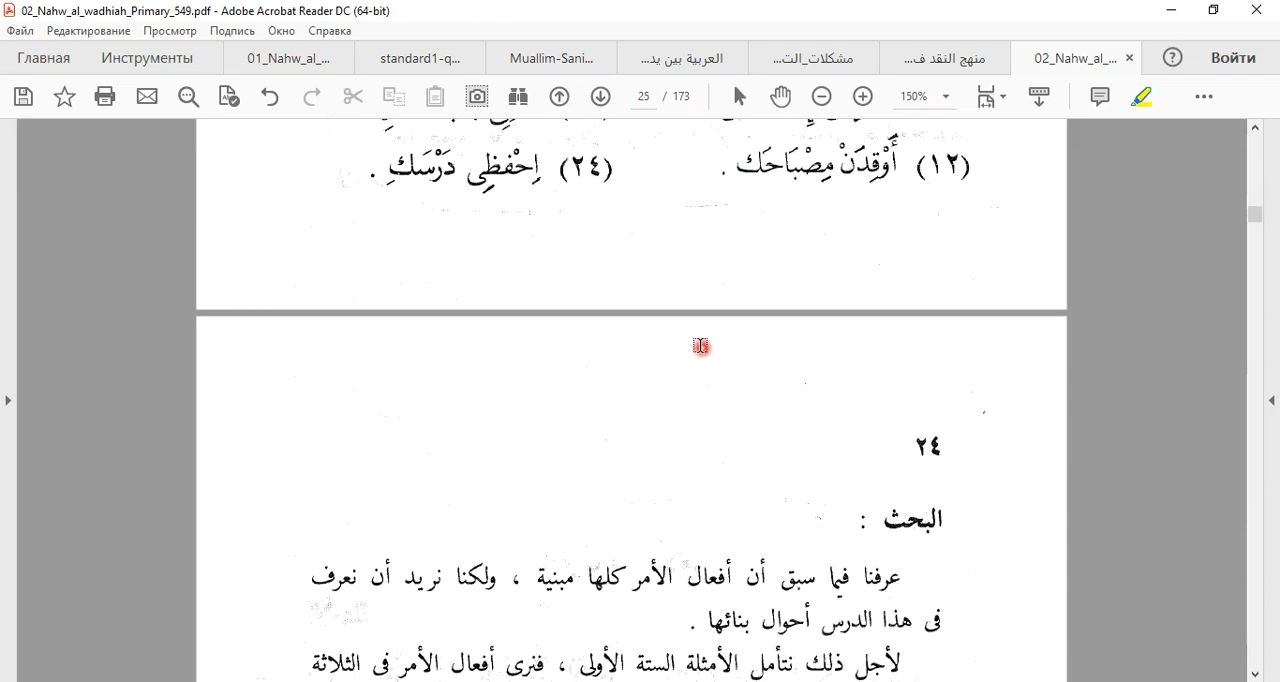 02_Nahw_al_wadhiah_Primary_549.pdf - Adobe Acrobat Reader DC (64-bit)
Файл Редактирование Просмотр Подпись Окно Справка
Главная Инструменты 01_Nahw_al_... standard1-q... Muallim-Sani... العربية بين يد... مشكلات_الت... منهج النقد ف... 02_Nahw_al_... × Войти
25 / 173 150%
(١٢) أَوْقِدَنْ مِصْبَاحَك . (٢٤) اِحْفَظِى دَرْسَكِ .
٢٤
البحث :
عرفنا فيما سبق أن أفعال الأمر كلها مبنية ، ولكنا نريد أن نعرف
فى هذا الدرس أحوال بنائها .
لأجل ذلك نتأمل الأمثلة الستة الأولى ، فنرى أفعال الأمر فى الثلاثة